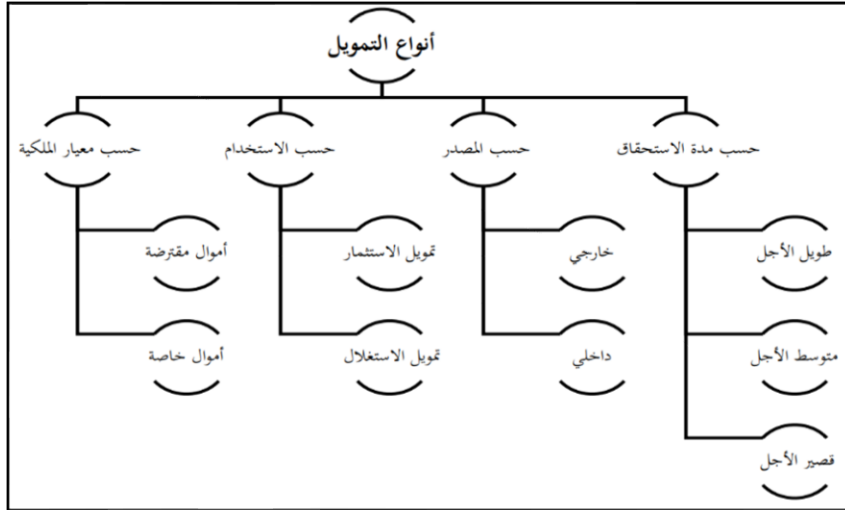 أنواع التمويل
حسب مدة الاستحقاق
حسب المصدر
حسب الاستخدام
حسب معيار الملكية
طويل الأجل
خارجي
تمويل الاستثمار
أموال مقترضة
متوسط الأجل
داخلي
تمويل الاستغلال
أموال خاصة
قصير الأجل